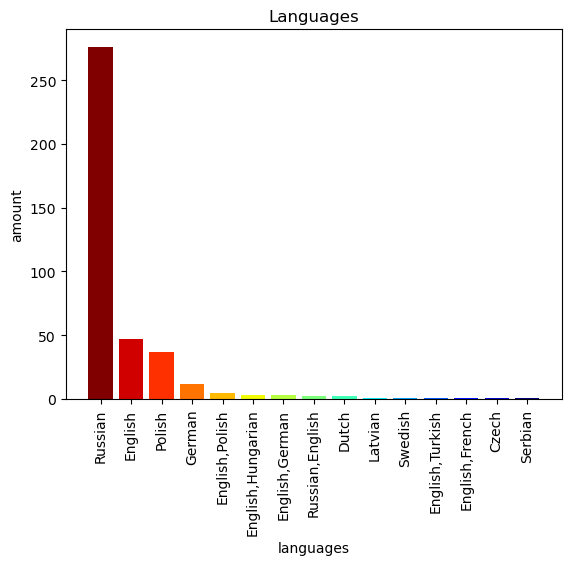 Languages
amount
250
200
150
100
50
0
Russian
English
Polish
German
English,Polish
English,Hungarian
English,German
Russian,English
Dutch
Latvian
Swedish
English,Turkish
English,French
Czech
Serbian
languages